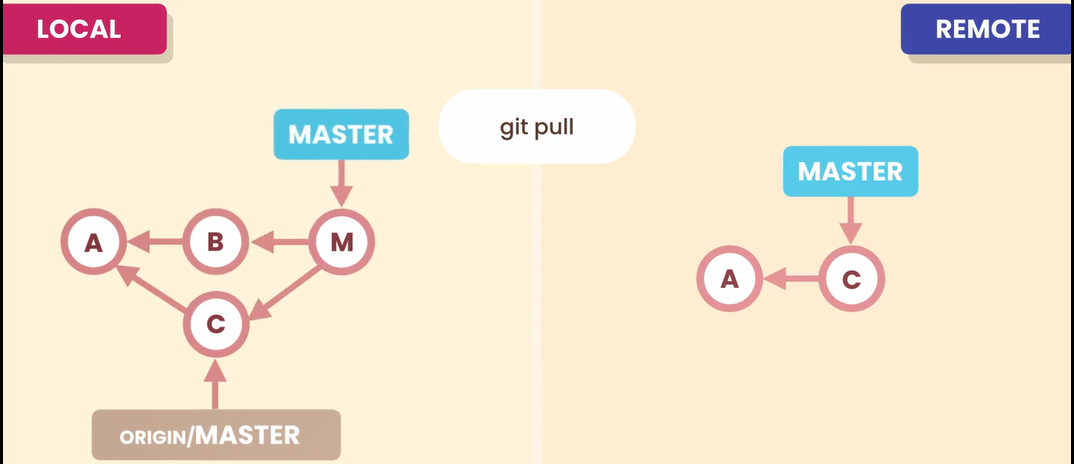 LOCAL
REMOTE
git pull
MASTER
MASTER
A
B
M
C
ORIGIN/MASTER
A
C